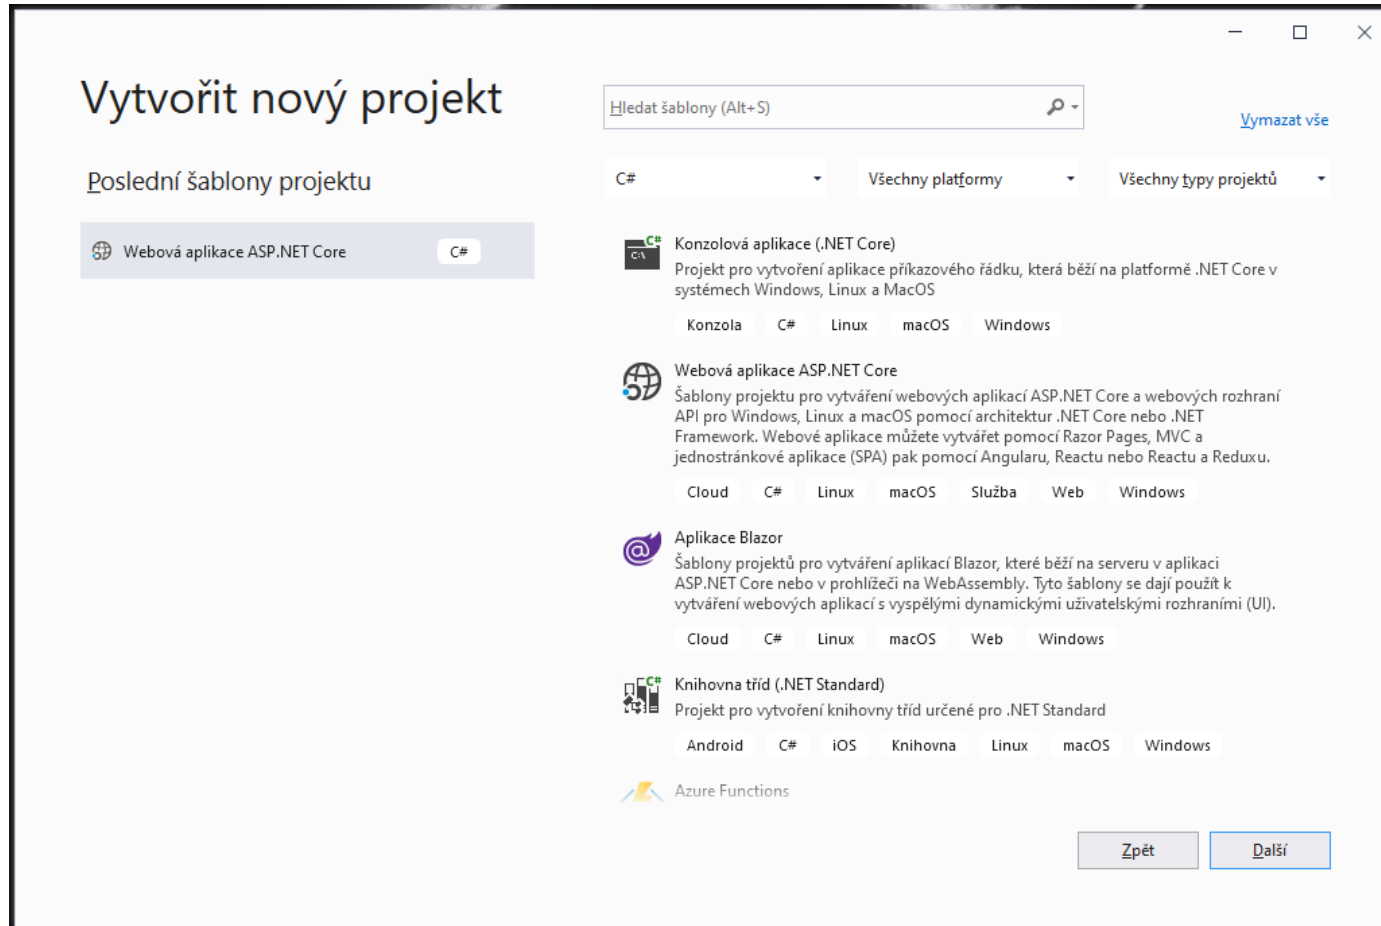 Vytvořit nový projekt
Poslední šablony projektu
Webová aplikace ASP.NET Core C#
Hledat šablony (Alt+S)
Vymazat vše
C# Všechny platformy Všechny typy projektů
C#
C:\
Konzolová aplikace (.NET Core)
Projekt pro vytvoření aplikace příkazového řádku, která běží na platformě .NET Core v
systémech Windows, Linux a MacOS
Konzola C# Linux macOS Windows
Webová aplikace ASP.NET Core
Šablony projektu pro vytváření webových aplikací ASP.NET Core a webových rozhraní
API pro Windows, Linux a macOS pomocí architektur .NET Core nebo .NET
Framework. Webové aplikace můžete vytvářet pomocí Razor Pages, MVC a
jednostránkové aplikace (SPA) pak pomocí Angularu, Reactu nebo Reactu a Reduxu.
Cloud C# Linux macOS Služba Web Windows
Aplikace Blazor
Šablony projektů pro vytváření aplikací Blazor, které běží na serveru v aplikaci
ASP.NET Core nebo v prohlížeči na WebAssembly. Tyto šablony se dají použít k
vytváření webových aplikací s vyspělými dynamickými uživatelskými rozhraními (UI).
Cloud C# Linux macOS Web Windows
C#
Knihovna tříd (.NET Standard)
Projekt pro vytvoření knihovny tříd určené pro .NET Standard
Android C# iOS Knihovna Linux macOS Windows
Azure Functions
Zpět Další